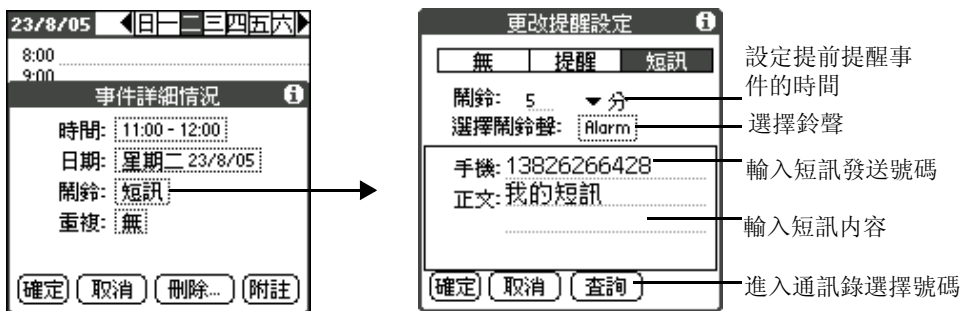 23/8/05 日一二三四五六
8:00
9:00
事件詳細情況
時間: 11:00 - 12:00
日期: 星期二 23/8/05
鬧鈴: 短訊
重複: 無
確定 取消 刪除... 附註
更改提醒設定
無 提醒 短訊
鬧鈴: 5 分
選擇鬧鈴聲: Alarm
手機: 13826266428
正文: 我的短訊
確定 取消 查詢
設定提前提醒事
件的時間
選擇鈴聲
輸入短訊發送號碼
輸入短訊內容
進入通訊錄選擇號碼